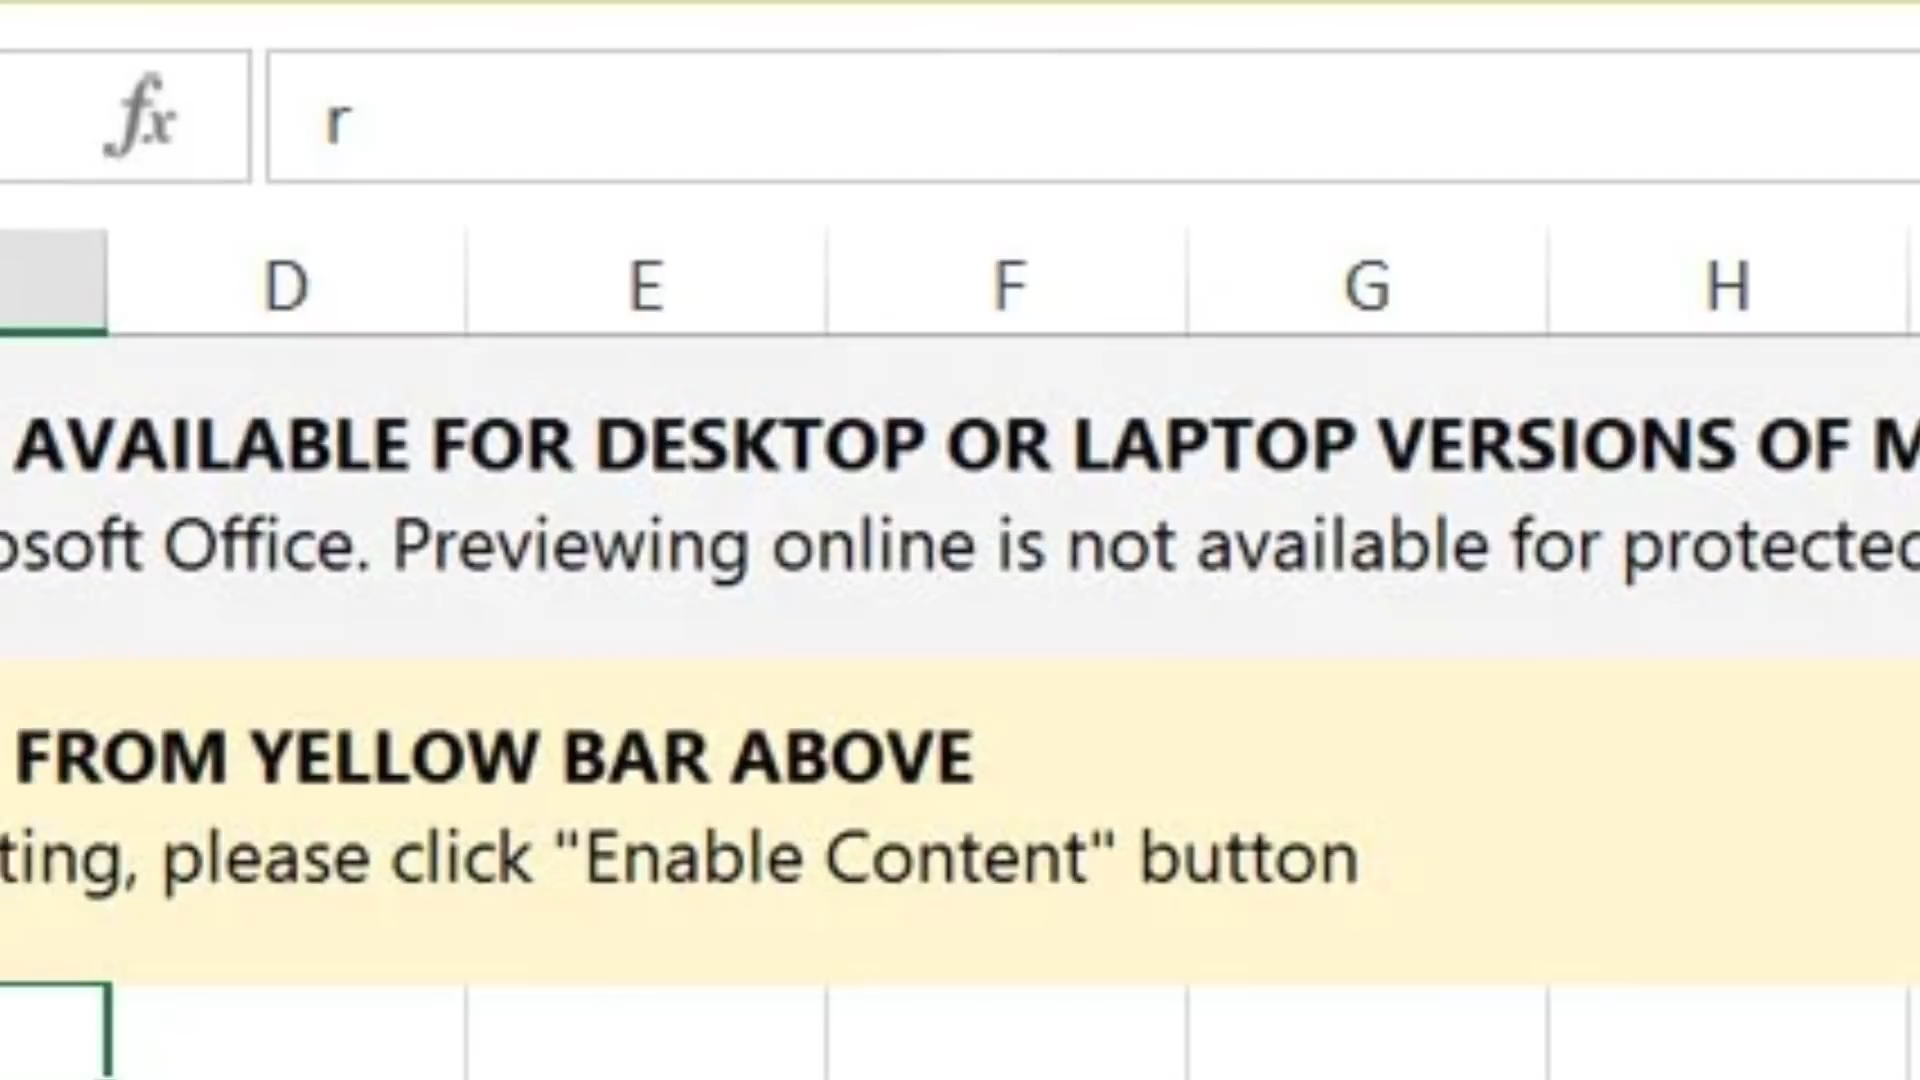 fx r
D E F G H
AVAILABLE FOR DESKTOP OR LAPTOP VERSIONS OF M
osoft Office. Previewing online is not available for protected
FROM YELLOW BAR ABOVE
ting, please click "Enable Content" button